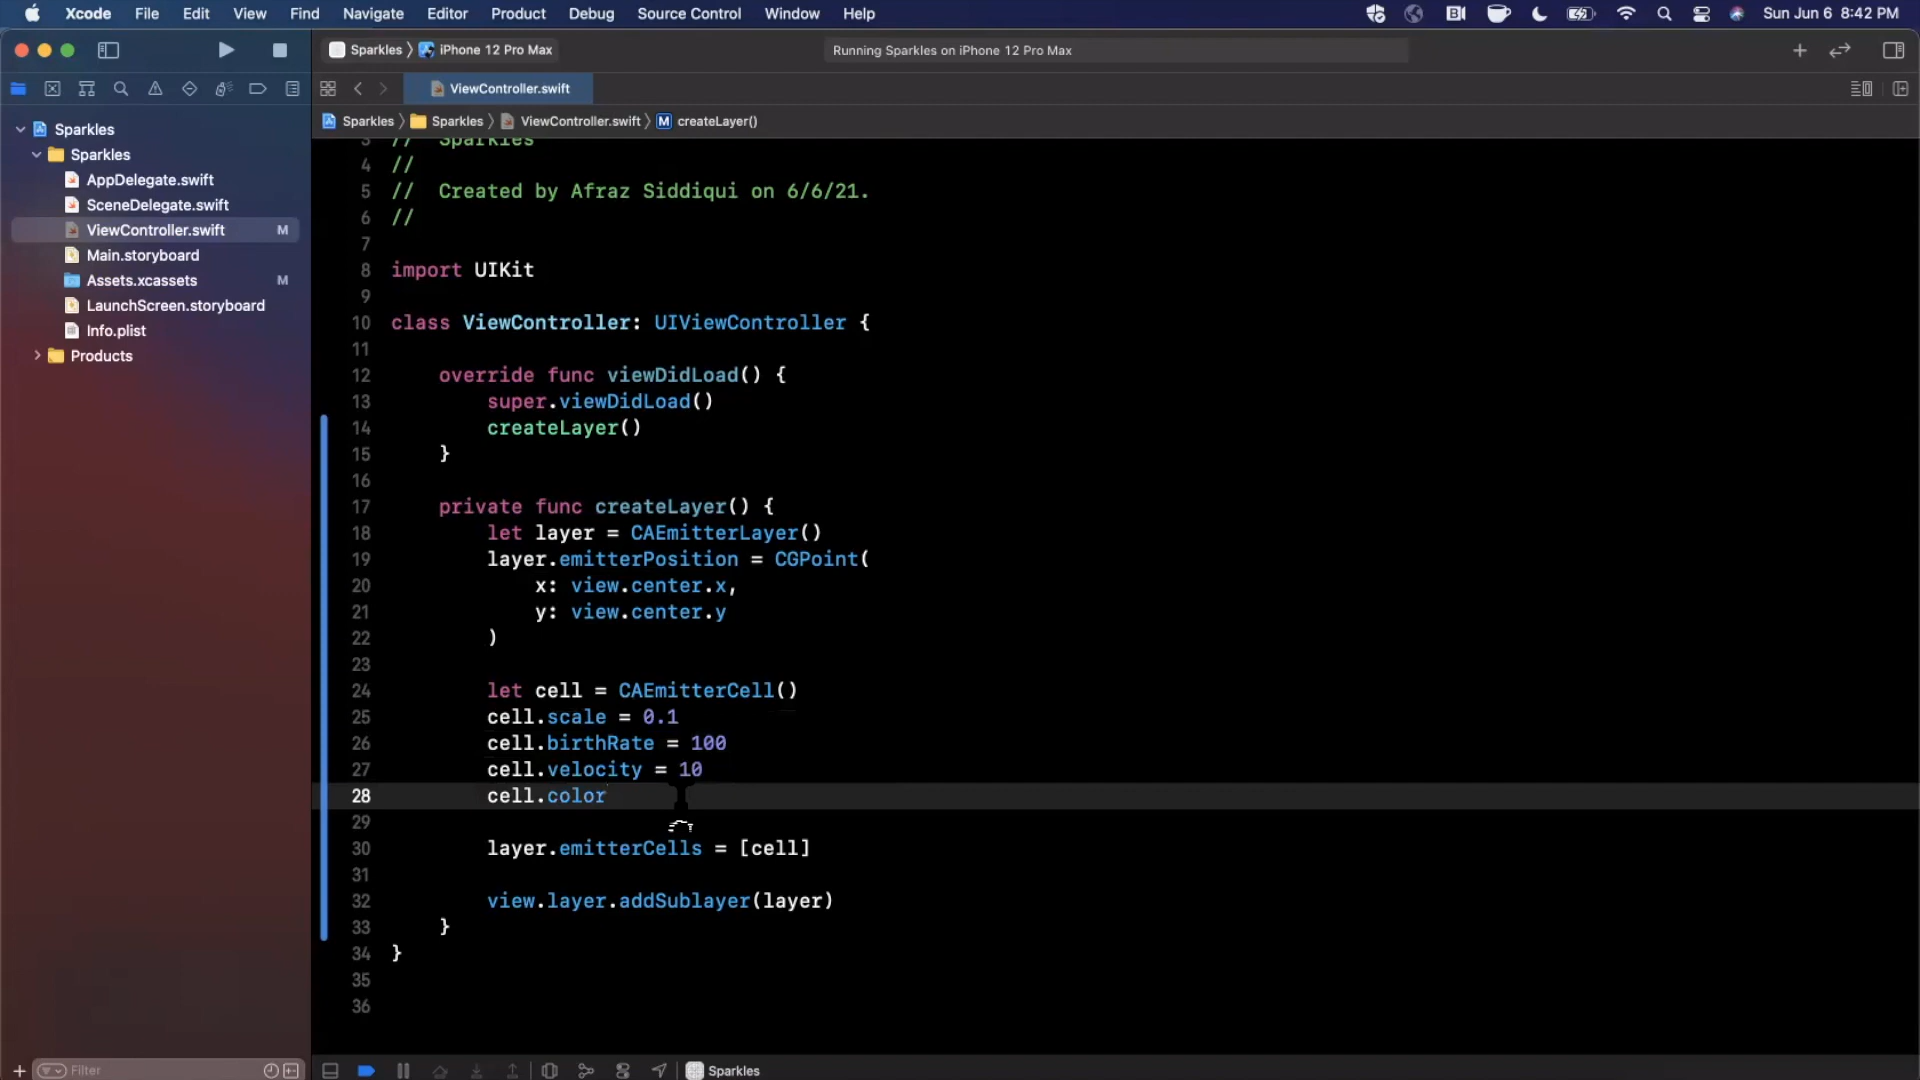 Xcode File Edit View Find Navigate Editor Product Debug Source Control Window Help Sun Jun 6 8:42 PM
Sparkles iPhone 12 Pro Max Running Sparkles on iPhone 12 Pro Max
ViewController.swift
Sparkles Sparkles ViewController.swift M createLayer()
Sparkles
Sparkles
AppDelegate.swift
SceneDelegate.swift
ViewController.swift M
Main.storyboard
Assets.xcassets M
LaunchScreen.storyboard
Info.plist
Products
3 // Sparkles
4 //
5 // Created by Afraz Siddiqui on 6/6/21.
6 //
7
8 import UIKit
9
10 class ViewController: UIViewController {
11
12 override func viewDidLoad() {
13 super.viewDidLoad()
14 createLayer()
15 }
16
17 private func createLayer() {
18 let layer = CAEmitterLayer()
19 layer.emitterPosition = CGPoint(
20 x: view.center.x,
21 y: view.center.y
22 )
23
24 let cell = CAEmitterCell()
25 cell.scale = 0.1
26 cell.birthRate = 100
27 cell.velocity = 10
28 cell.color
29
30 layer.emitterCells = [cell]
31
32 view.layer.addSublayer(layer)
33 }
34 }
35
36
Filter Sparkles